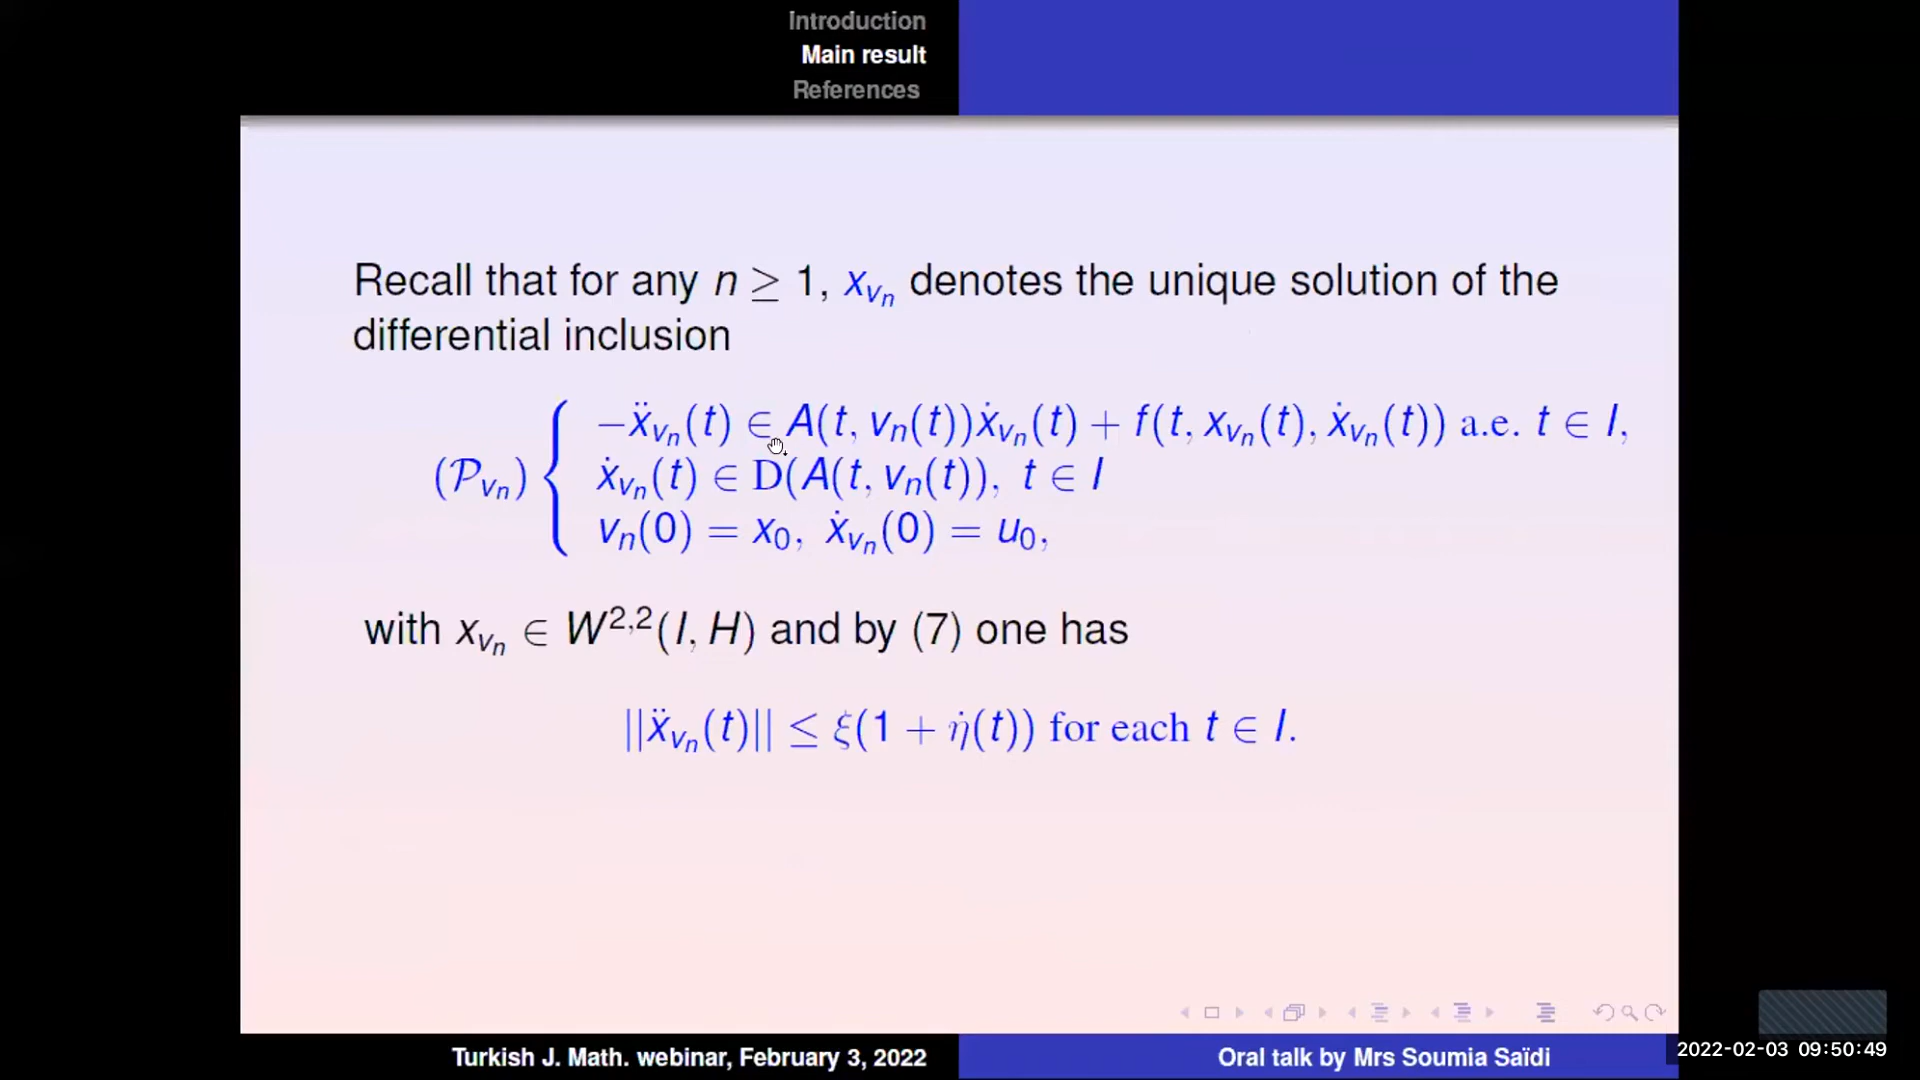 Introduction
Main result
References
Recall that for any n ≥ 1, x_{v_n} denotes the unique solution of the
differential inclusion
−ẍ_{v_n}(t) ∈ A(t, v_n(t))ẋ_{v_n}(t) + f(t, x_{v_n}(t), ẋ_{v_n}(t)) a.e. t ∈ I,
(𝒫_{v_n}) { ẋ_{v_n}(t) ∈ D(A(t, v_n(t)), t ∈ I
v_n(0) = x_0, ẋ_{v_n}(0) = u_0,
with x_{v_n} ∈ W^{2,2}(I, H) and by (7) one has
||ẍ_{v_n}(t)|| ≤ ξ(1 + η̇(t)) for each t ∈ I.
Turkish J. Math. webinar, February 3, 2022
Oral talk by Mrs Soumia Saïdi
2022-02-03 09:50:49